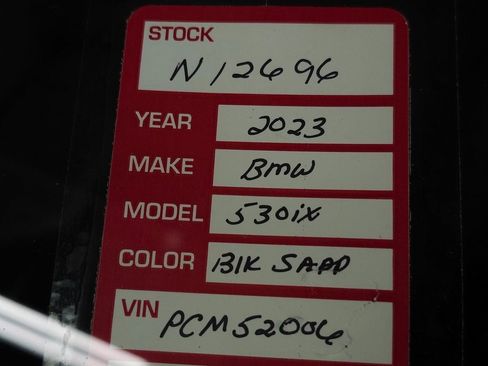 STOCK N12696
YEAR 2023
MAKE BMW
MODEL 530ix
COLOR Blk SAPP
VIN PCM52006